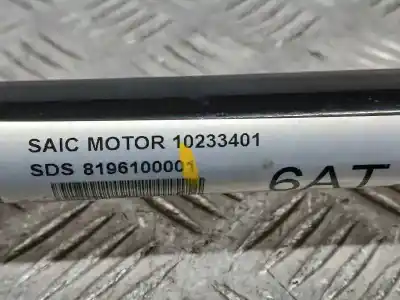 SAIC MOTOR 10233401
SDS 8196100001
6AT